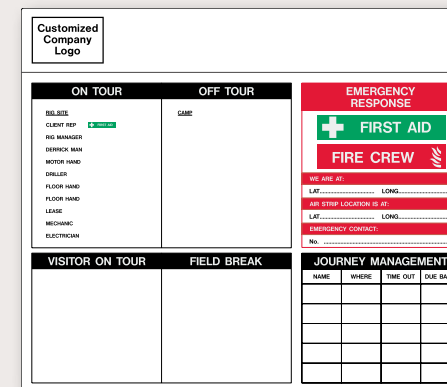 Customized
Company
Logo
ON TOUR
OFF TOUR
RIG SITE
CLIENT REP
FIRST AID
RIG MANAGER
DERRICK MAN
MOTOR HAND
DRILLER
FLOOR HAND
FLOOR HAND
LEASE
MECHANIC
ELECTRICIAN
CAMP
EMERGENCY
RESPONSE
FIRST AID
FIRE CREW
WE ARE AT:
LAT. LONG.
AIR STRIP LOCATION IS AT:
LAT. LONG.
EMERGENCY CONTACT:
No.
VISITOR ON TOUR
FIELD BREAK
JOURNEY MANAGEMENT
NAME WHERE TIME OUT DUE BA